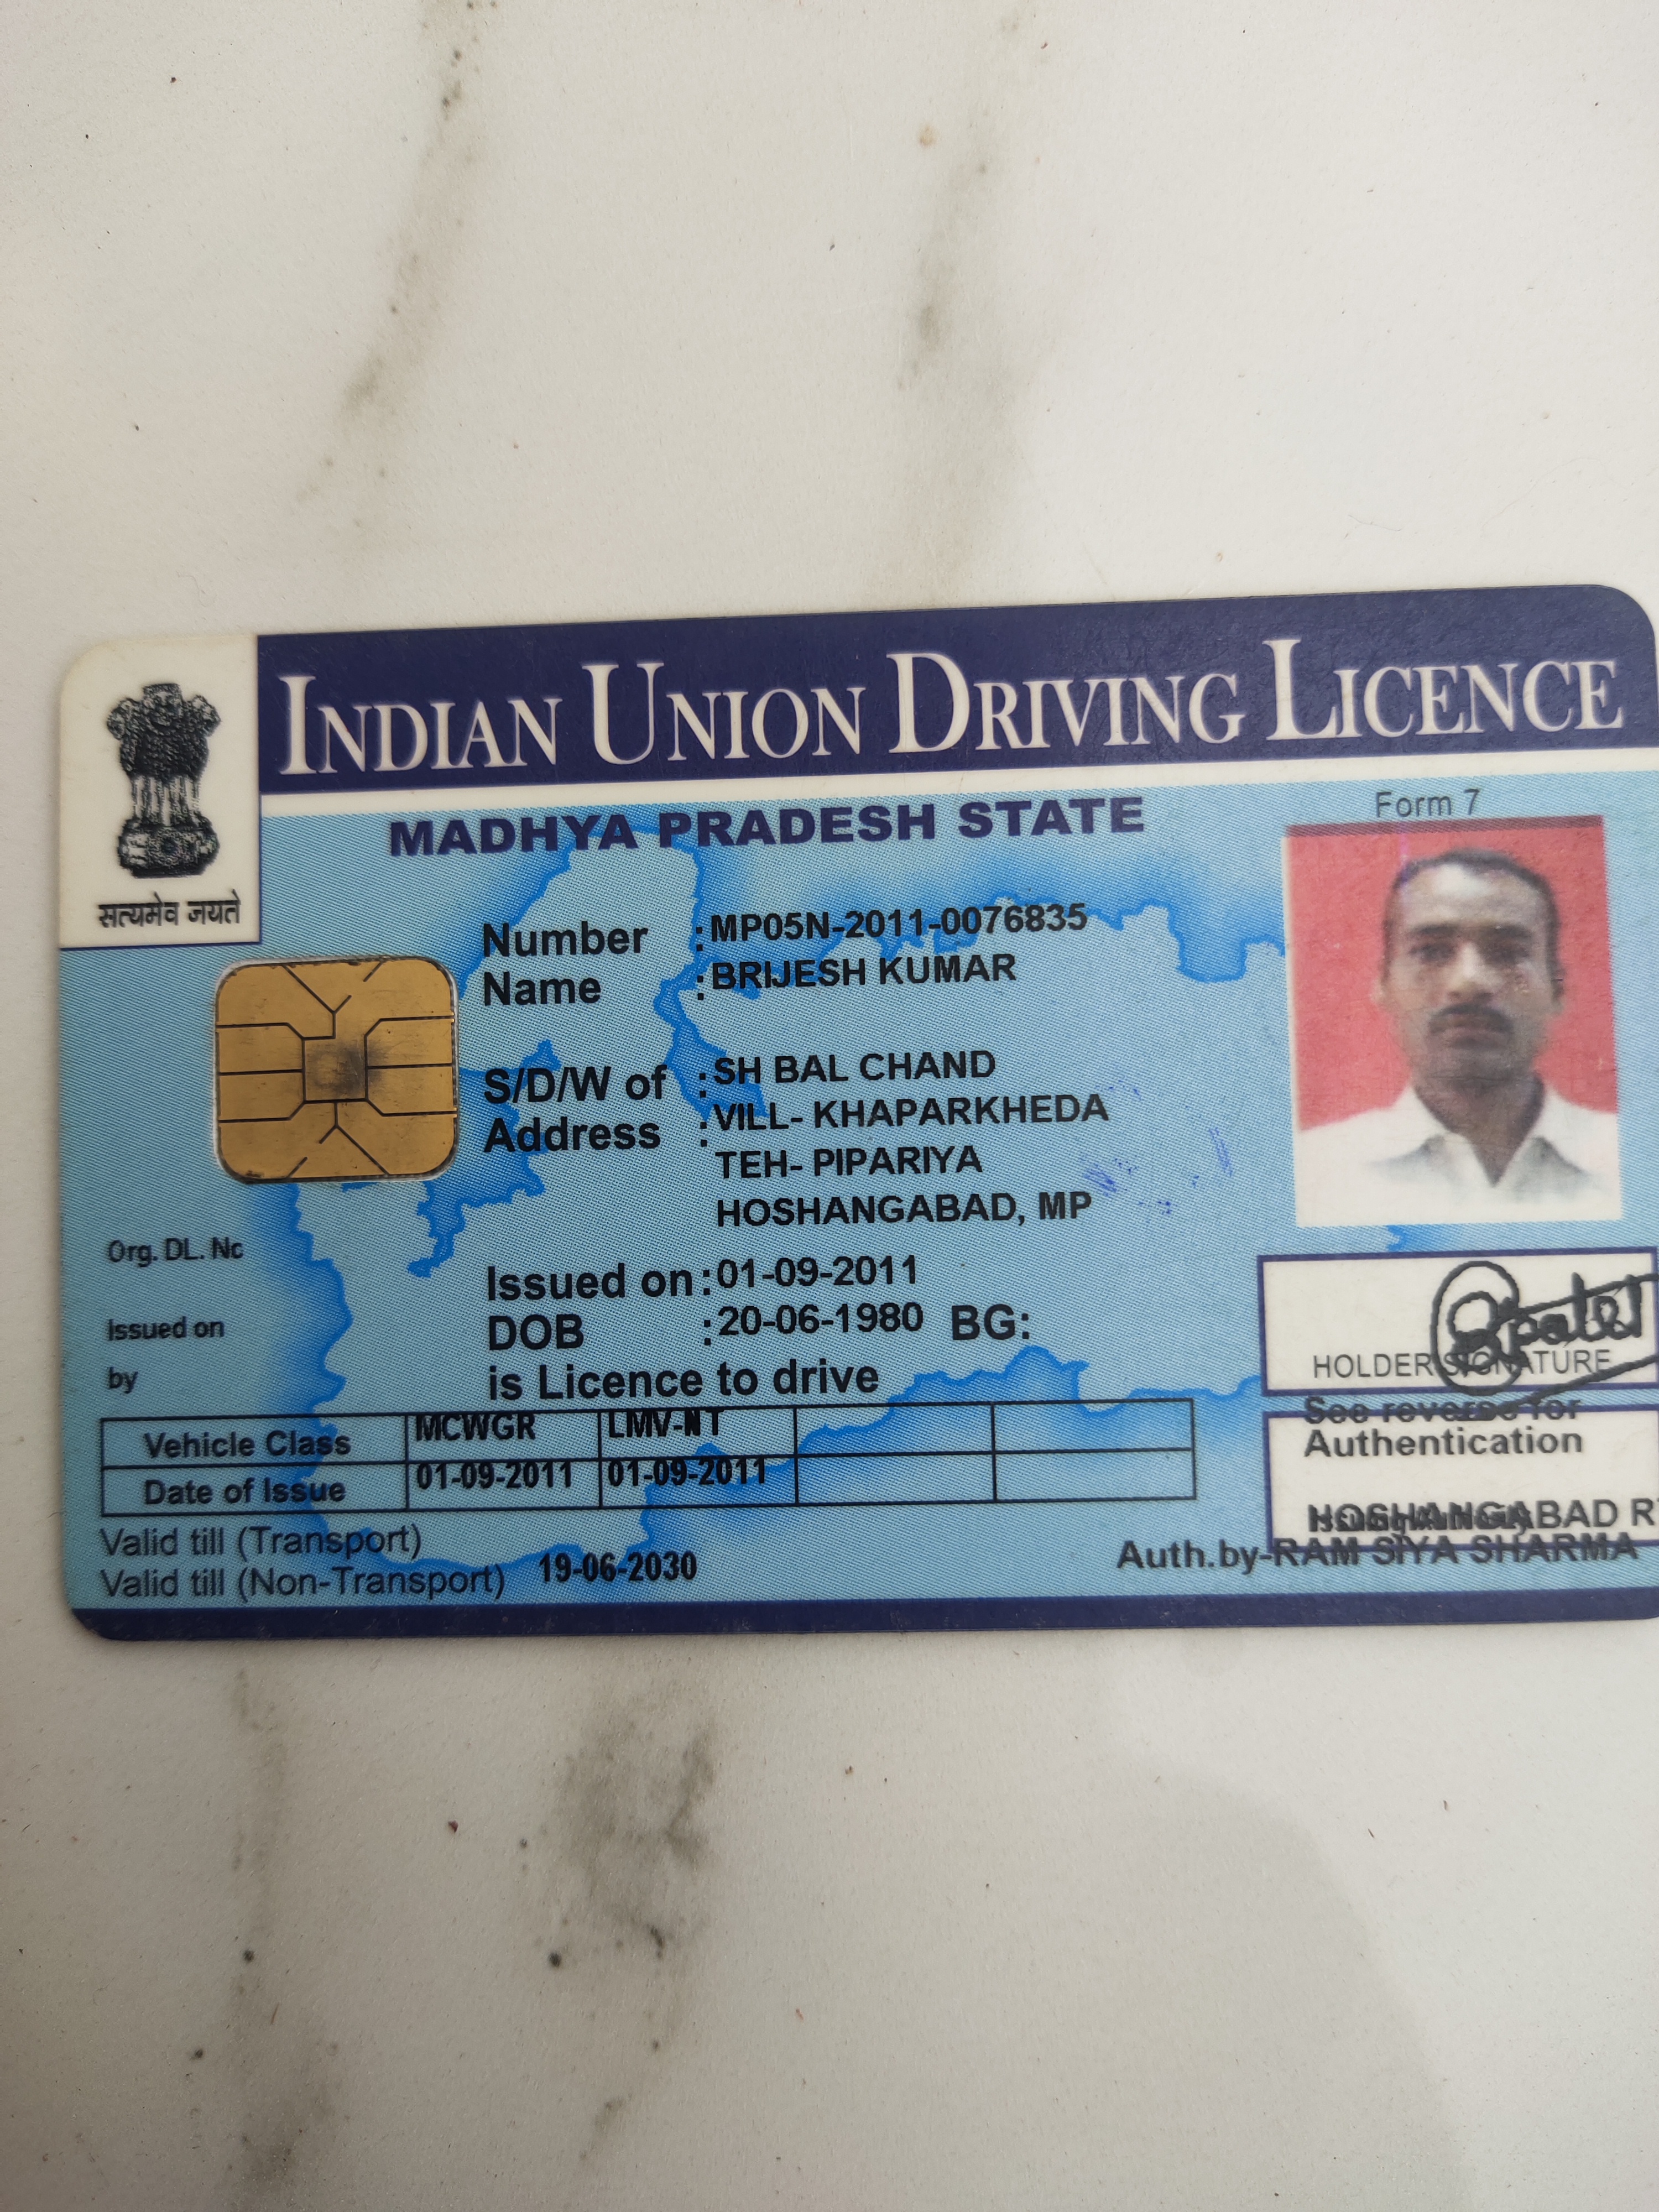 INDIAN UNION DRIVING LICENCE
सत्यमेव जयते
MADHYA PRADESH STATE
Form 7
Number : MP05N-2011-0076835
Name : BRIJESH KUMAR
S/D/W of : SH BAL CHAND
Address : VILL- KHAPARKHEDA
TEH- PIPARIYA
HOSHANGABAD, MP
Org. DL. No
Issued on
by
Issued on : 01-09-2011
DOB : 20-06-1980 BG:
is Licence to drive
Vehicle Class MCWGR LMV-NT
Date of Issue 01-09-2011 01-09-2011
Valid till (Transport)
Valid till (Non-Transport) 19-06-2030
HOLDER SIGNATURE
See reverse for
Authentication
HOSHANGABAD
Auth.by-RAM SIYA SHARMA